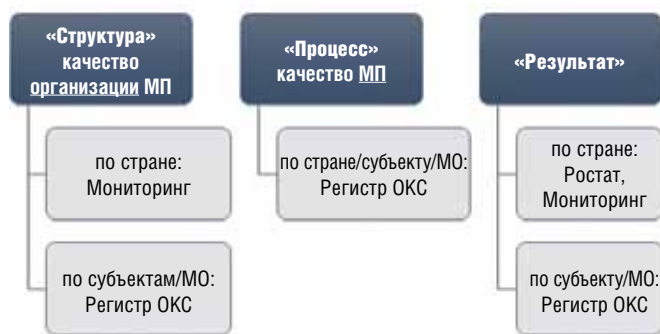 «Структура»
качество
организации МП
по стране:
Мониторинг
по субъектам/МО:
Регистр ОКС
«Процесс»
качество МП
по стране/субъекту/МО:
Регистр ОКС
«Результат»
по стране:
Ростат,
Мониторинг
по субъекту/МО:
Регистр ОКС